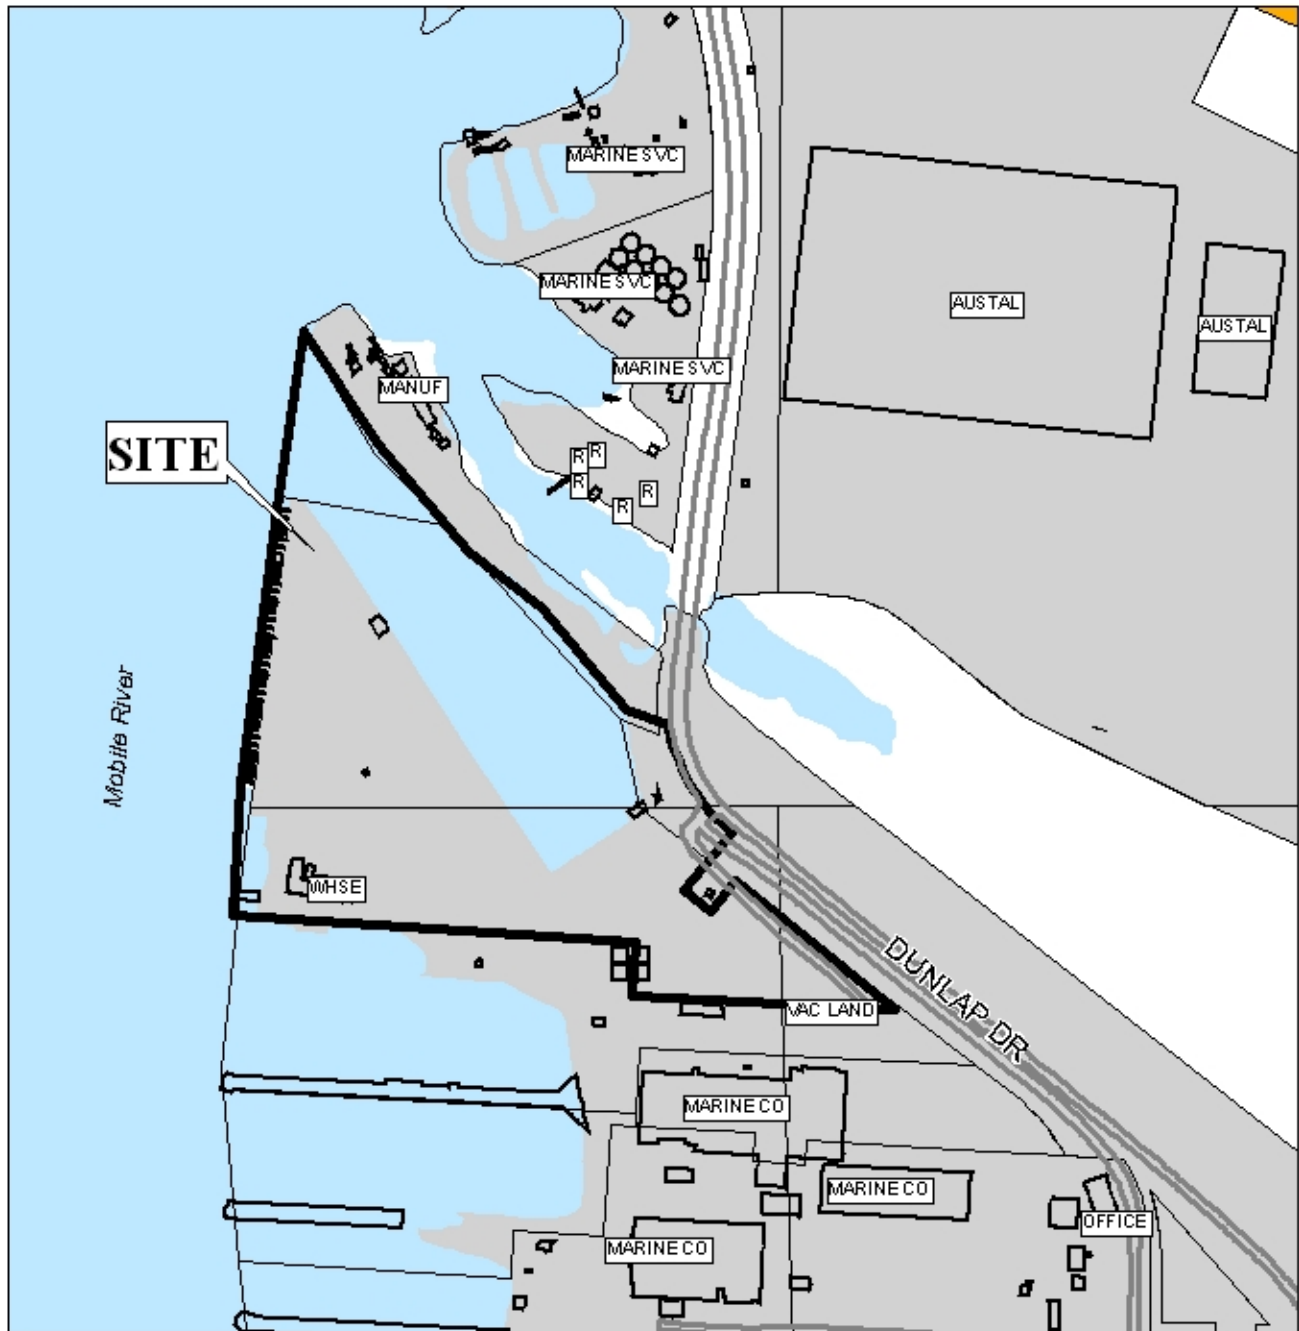 MARINE SVC
MARINE SVC
AUSTAL
AUSTAL
MARINE SVC
MANUF
SITE
R
R
R
R
R
Mobile River
WHSE
DUNLAP DR
VAC LAND
MARINE CO
MARINE CO
OFFICE
MARINE CO